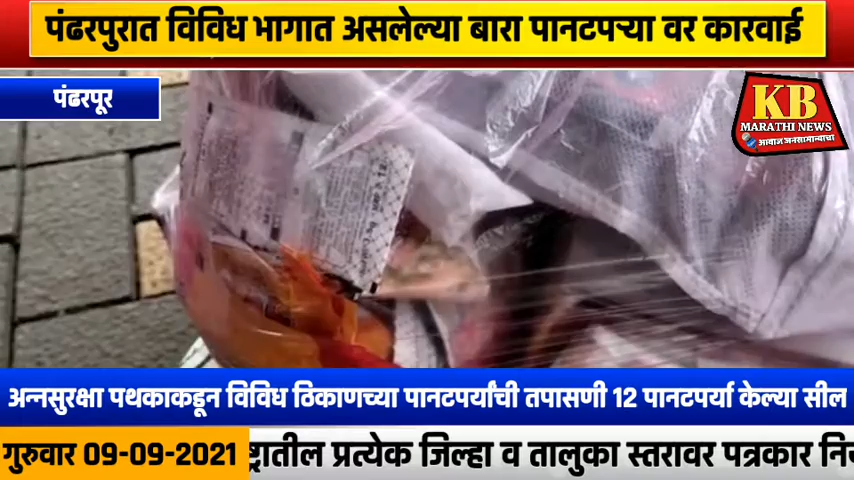 पंढरपुरात विविध भागात असलेल्या बारा पानटपऱ्या वर कारवाई
पंढरपूर
KB
MARATHI NEWS
आवाज जनसामान्यांचा
अन्नसुरक्षा पथकाकडून विविध ठिकाणच्या पानटपर्यांची तपासणी 12 पानटपर्या केल्या सील
गुरुवार 09-09-2021
ष्ट्रातील प्रत्येक जिल्हा व तालुका स्तरावर पत्रकार